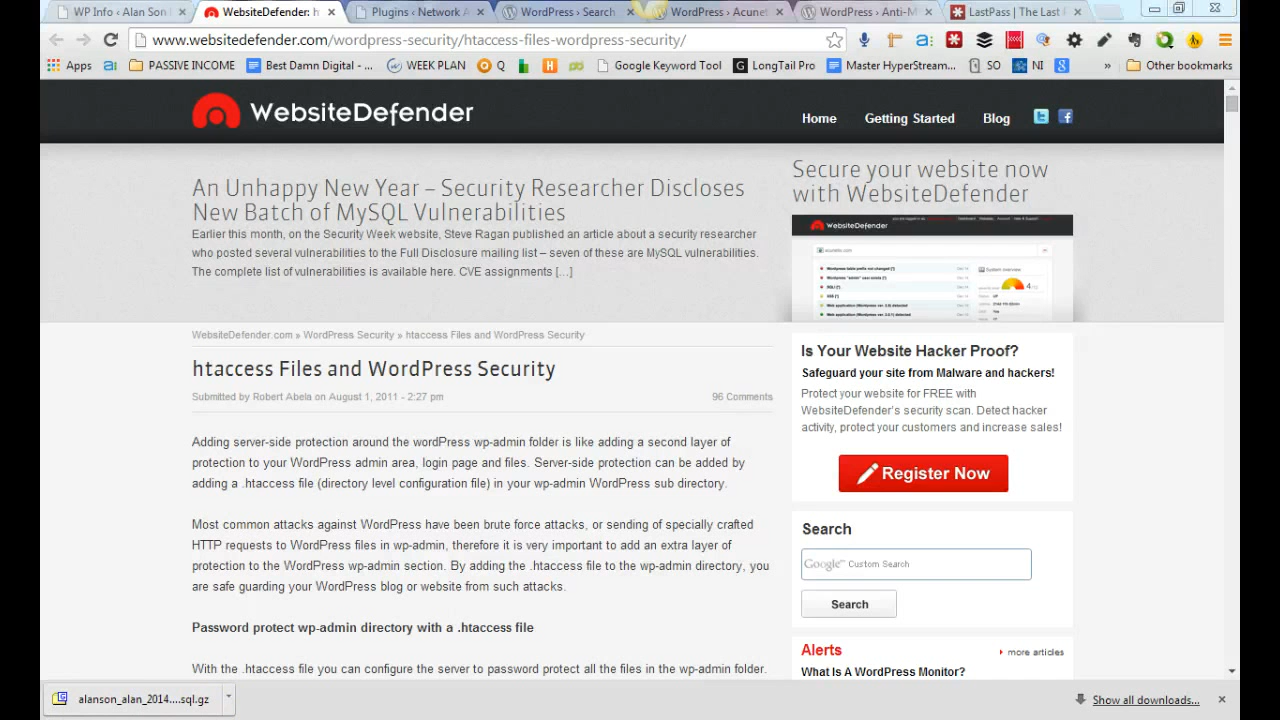 WP Info ‹ Alan Son
WebsiteDefender: h
Plugins ‹ Network A
WordPress › Search
WordPress › Acunet
WordPress › Anti-M
LastPass | The Last
www.websitedefender.com/wordpress-security/htaccess-files-wordpress-security/
Apps
PASSIVE INCOME
Best Damn Digital - ...
WEEK PLAN
Q
Google Keyword Tool
LongTail Pro
Master HyperStream...
SO
NI
»
Other bookmarks
WebsiteDefender
Home
Getting Started
Blog
An Unhappy New Year – Security Researcher Discloses
New Batch of MySQL Vulnerabilities
Earlier this month on the Security Week website, Steve Ragan published an article about a security researcher
who posted several vulnerabilities to the Full Disclosure mailing list – seven of these are MySQL vulnerabilities.
The complete list of vulnerabilities is available here. CVE assignments [...]
Secure your website now
with WebsiteDefender
WebsiteDefender
System overview
WebsiteDefender.com » WordPress Security » htaccess Files and WordPress Security
htaccess Files and WordPress Security
Submitted by Robert Abela on August 1, 2011 - 2:27 pm
96 Comments
Adding server-side protection around the wordPress wp-admin folder is like adding a second layer of
protection to your WordPress admin area, login page and files. Server-side protection can be added by
adding a .htaccess file (directory level configuration file) in your wp-admin WordPress sub directory.
Most common attacks against WordPress have been brute force attacks, or sending of specially crafted
HTTP requests to WordPress files in wp-admin, therefore it is very important to add an extra layer of
protection to the WordPress wp-admin section. By adding the .htaccess file to the wp-admin directory, you
are safe guarding your WordPress blog or website from such attacks.
Password protect wp-admin directory with a .htaccess file
With the .htaccess file you can configure the server to password protect all the files in the wp-admin folder.
Is Your Website Hacker Proof?
Safeguard your site from Malware and hackers!
Protect your website for FREE with
WebsiteDefender's security scan. Detect hacker
activity, protect your customers and increase sales!
Register Now
Search
Google™ Custom Search
Search
Alerts
more articles
What Is A WordPress Monitor?
alanson_alan_2014....sql.gz
Show all downloads...